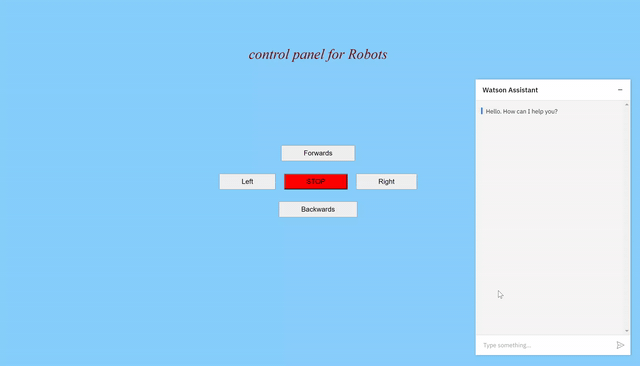 control panel for Robots
Watson Assistant
Hello. How can I help you?
Forwards
Left
STOP
Right
Backwards
Type something...